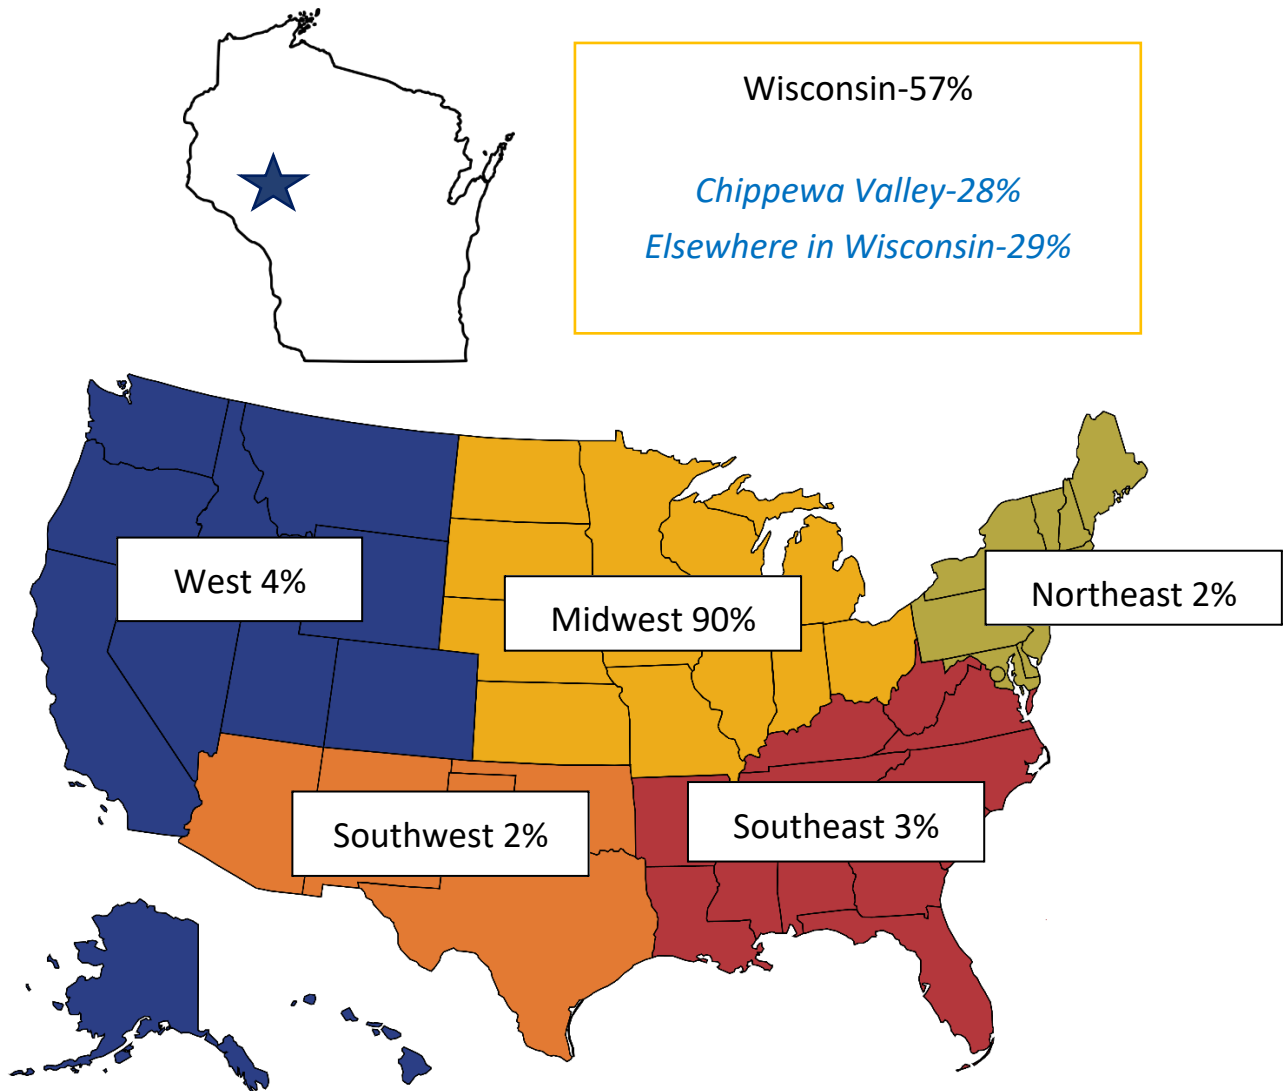 Wisconsin-57%
Chippewa Valley-28%
Elsewhere in Wisconsin-29%
West 4%
Midwest 90%
Northeast 2%
Southwest 2%
Southeast 3%